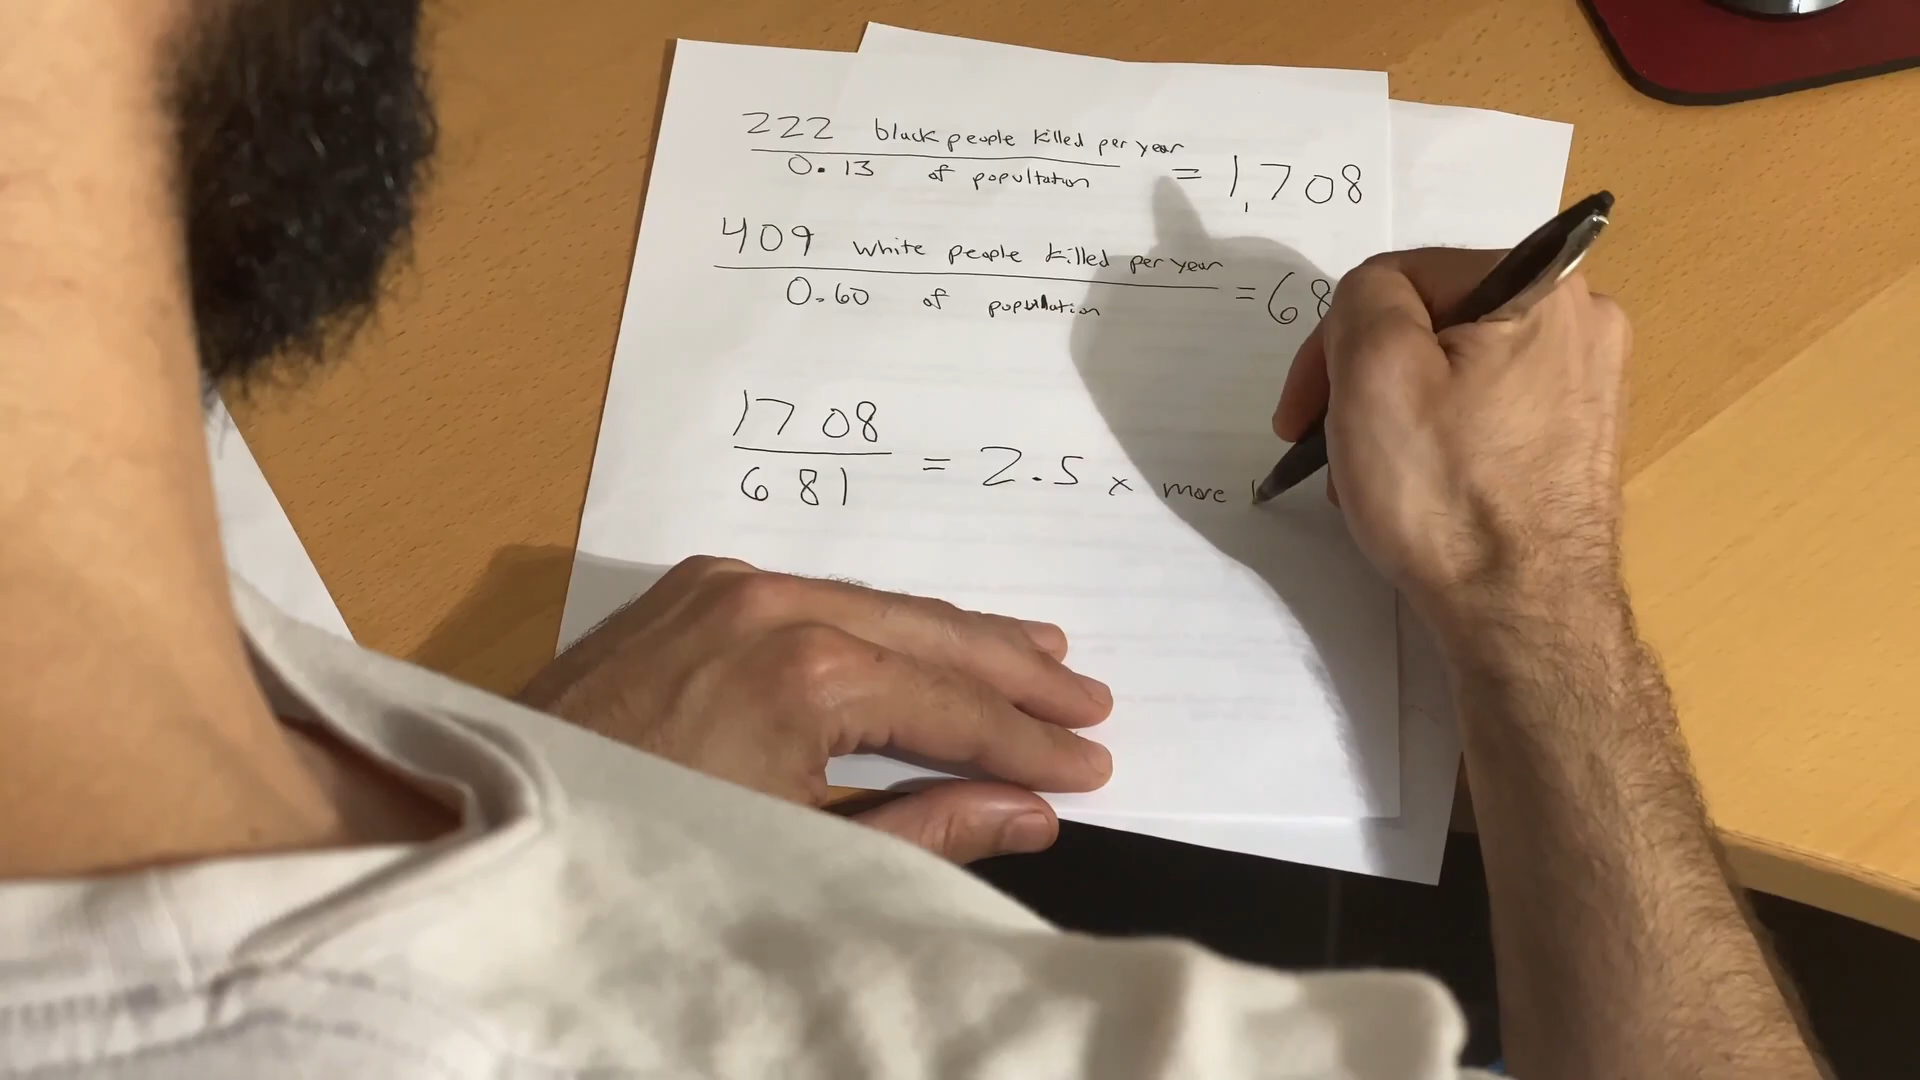 222 black people killed per year
0.13 of popultation = 1,708
409 white people killed per year
0.60 of population = 68
1708
681 = 2.5 x more